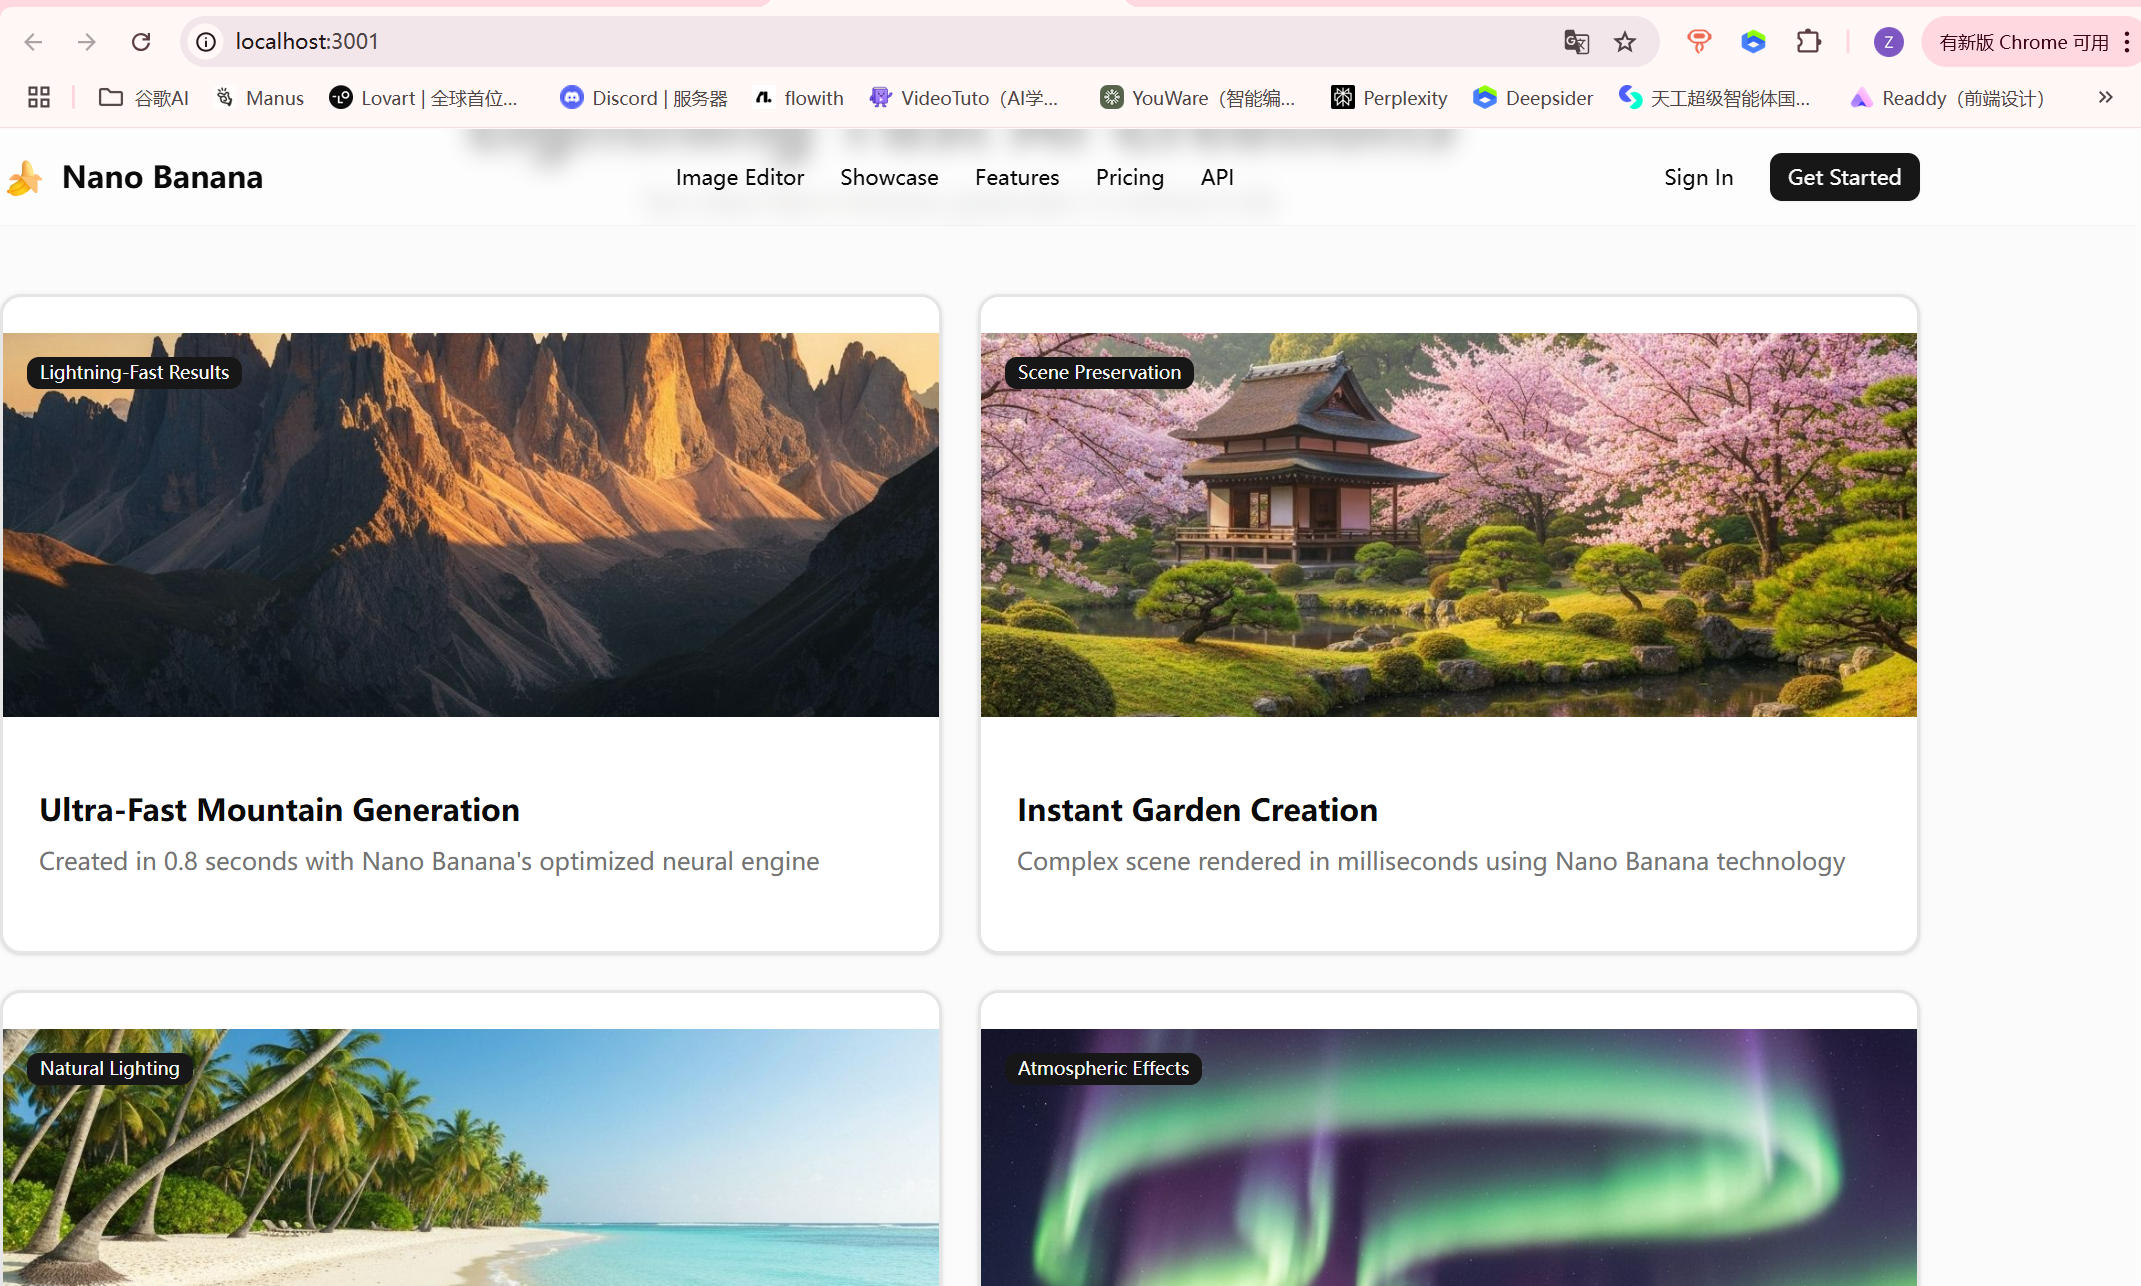 localhost:3001
Z
有新版 Chrome 可用
谷歌AI
Manus
Lovart | 全球首位...
Discord | 服务器
flowith
VideoTuto（AI学...
YouWare（智能编...
Perplexity
Deepsider
天工超级智能体国...
Readdy（前端设计）
Nano Banana
Image Editor
Showcase
Features
Pricing
API
Sign In
Get Started
Lightning-Fast Results
Scene Preservation
Ultra-Fast Mountain Generation
Created in 0.8 seconds with Nano Banana's optimized neural engine
Instant Garden Creation
Complex scene rendered in milliseconds using Nano Banana technology
Natural Lighting
Atmospheric Effects